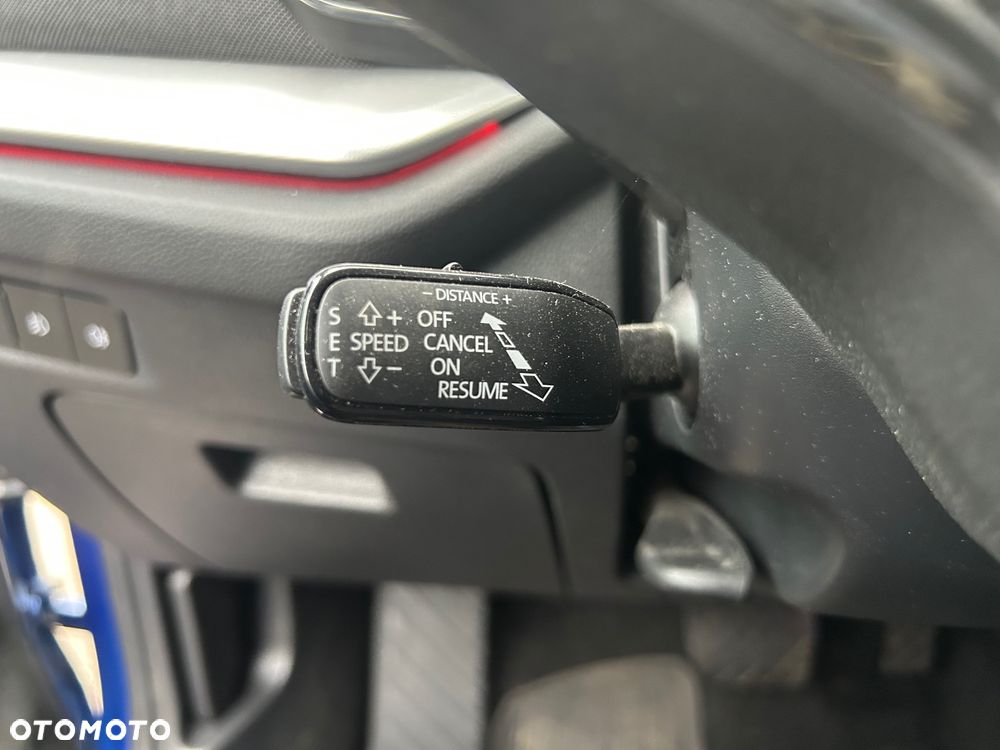 − DISTANCE +
S + OFF
E SPEED CANCEL
T − ON
RESUME
OTOMOTO